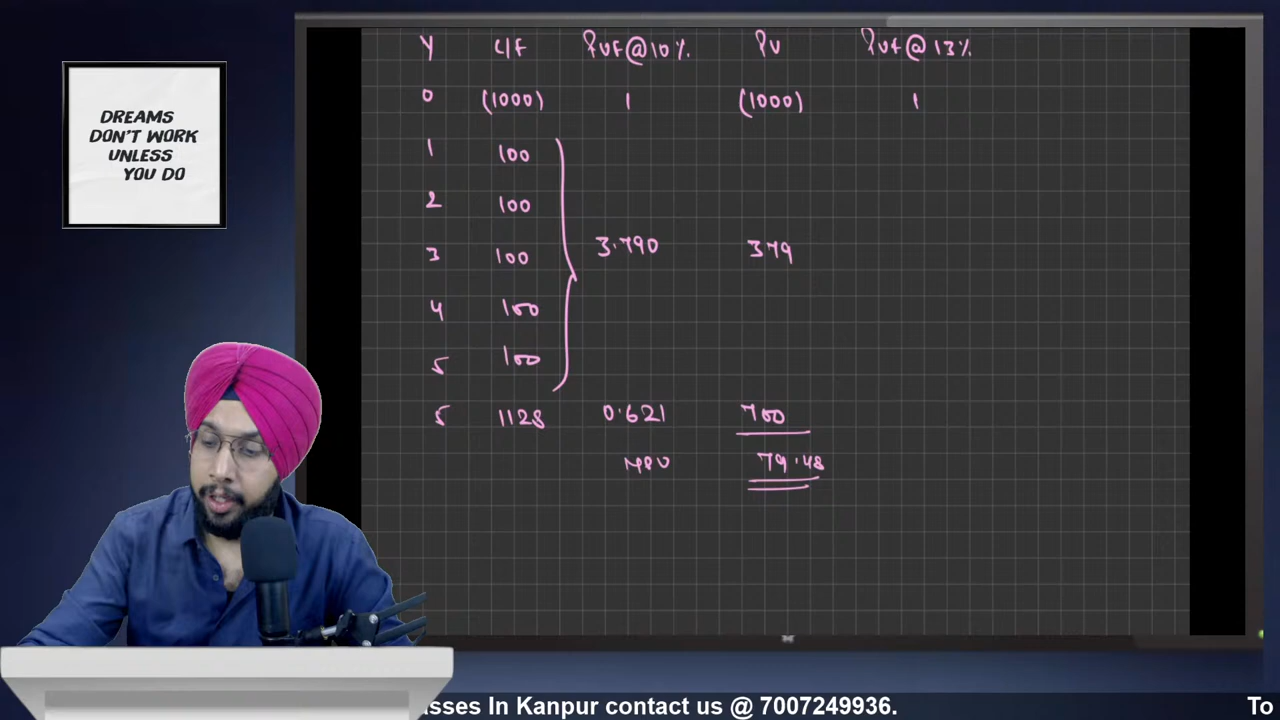 DREAMS
DON'T WORK
UNLESS
YOU DO
Y C/F PVF@10% PV PVF@13%
0 (1000) 1 (1000) 1
1 100
2 100
3 100 3.790 379
4 100
5 100
5 1128 0.621 700
NPV 79.48
asses In Kanpur contact us @ 7007249936. To